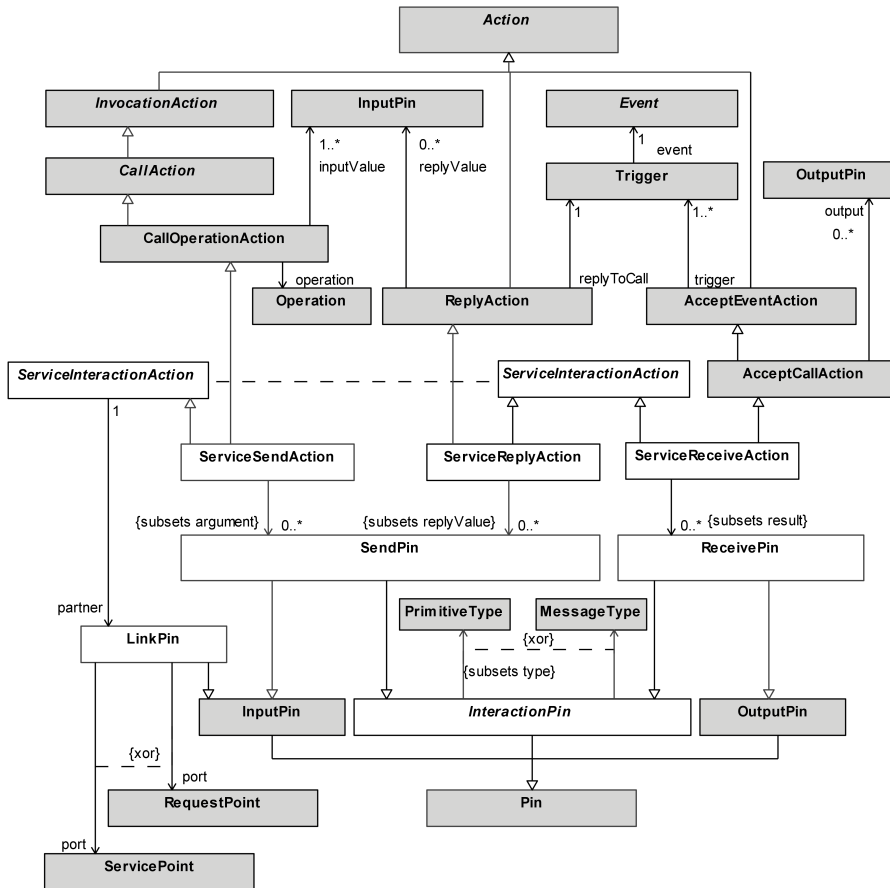 Action
InvocationAction
InputPin
Event
1..*
0..*
1
inputValue
replyValue
event
CallAction
Trigger
OutputPin
1
1..*
output
0..*
CallOperationAction
operation
replyToCall
trigger
Operation
ReplyAction
AcceptEventAction
ServiceInteractionAction
ServiceInteractionAction
AcceptCallAction
1
ServiceSendAction
ServiceReplyAction
ServiceReceiveAction
{subsets argument}
0..*
{subsets replyValue}
0..*
0..*
{subsets result}
SendPin
ReceivePin
partner
PrimitiveType
MessageType
LinkPin
{xor}
{subsets type}
InputPin
InteractionPin
OutputPin
{xor}
port
RequestPoint
Pin
port
ServicePoint